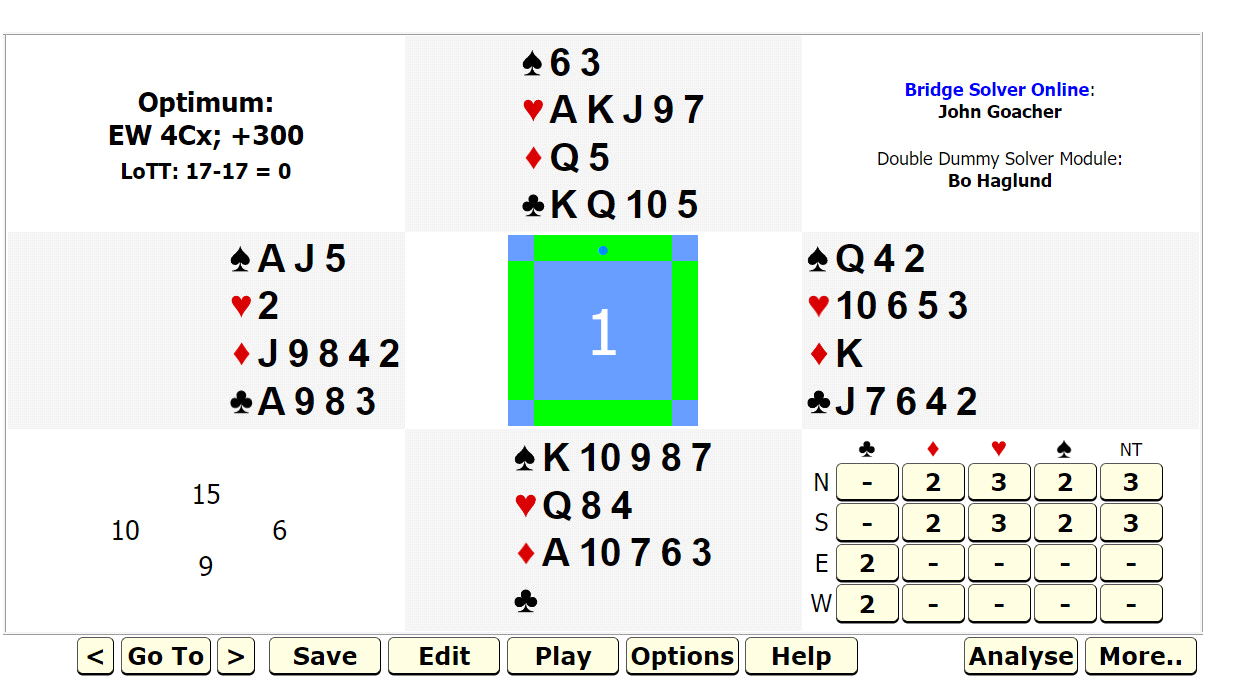 Optimum:
EW 4Cx; +300
LoTT: 17-17 = 0
♠ 6 3
♥ A K J 9 7
♦ Q 5
♣ K Q 10 5
Bridge Solver Online:
John Goacher
Double Dummy Solver Module:
Bo Haglund
♠ A J 5
♥ 2
♦ J 9 8 4 2
♣ A 9 8 3
1
♠ Q 4 2
♥ 10 6 5 3
♦ K
♣ J 7 6 4 2
15
10 6
9
♠ K 10 9 8 7
♥ Q 8 4
♦ A 10 7 6 3
♣
♣ ♦ ♥ ♠ NT
N - 2 3 2 3
S - 2 3 2 3
E 2 - - - -
W 2 - - - -
< Go To > Save Edit Play Options Help Analyse More..